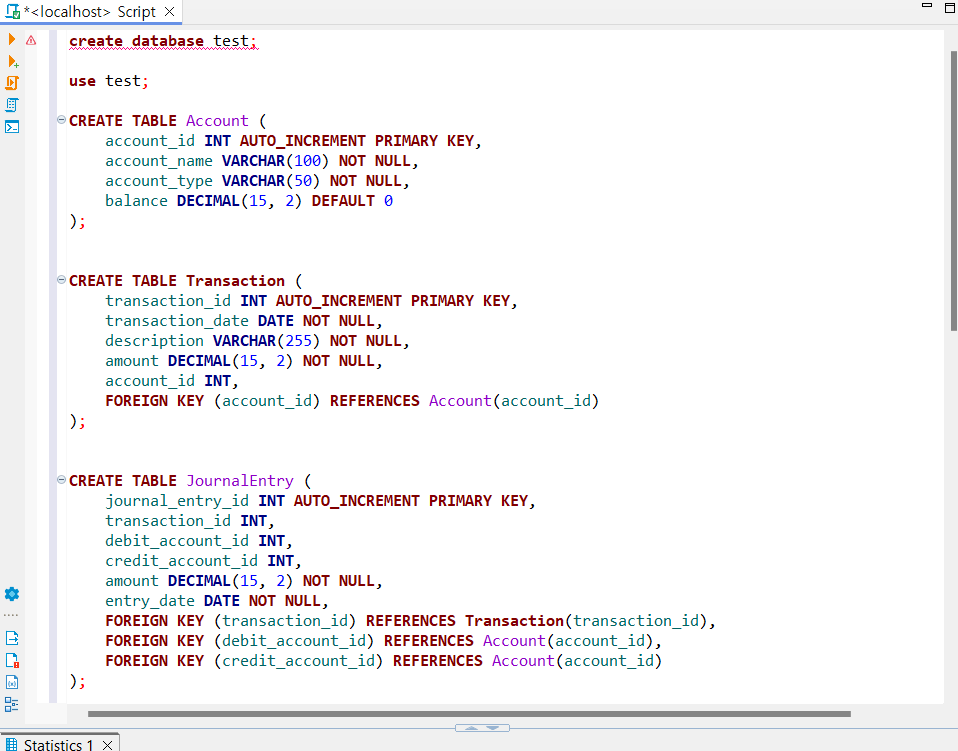 *<localhost> Script
create database test;
use test;
CREATE TABLE Account (
account_id INT AUTO_INCREMENT PRIMARY KEY,
account_name VARCHAR(100) NOT NULL,
account_type VARCHAR(50) NOT NULL,
balance DECIMAL(15, 2) DEFAULT 0
);
CREATE TABLE Transaction (
transaction_id INT AUTO_INCREMENT PRIMARY KEY,
transaction_date DATE NOT NULL,
description VARCHAR(255) NOT NULL,
amount DECIMAL(15, 2) NOT NULL,
account_id INT,
FOREIGN KEY (account_id) REFERENCES Account(account_id)
);
CREATE TABLE JournalEntry (
journal_entry_id INT AUTO_INCREMENT PRIMARY KEY,
transaction_id INT,
debit_account_id INT,
credit_account_id INT,
amount DECIMAL(15, 2) NOT NULL,
entry_date DATE NOT NULL,
FOREIGN KEY (transaction_id) REFERENCES Transaction(transaction_id),
FOREIGN KEY (debit_account_id) REFERENCES Account(account_id),
FOREIGN KEY (credit_account_id) REFERENCES Account(account_id)
);
Statistics 1